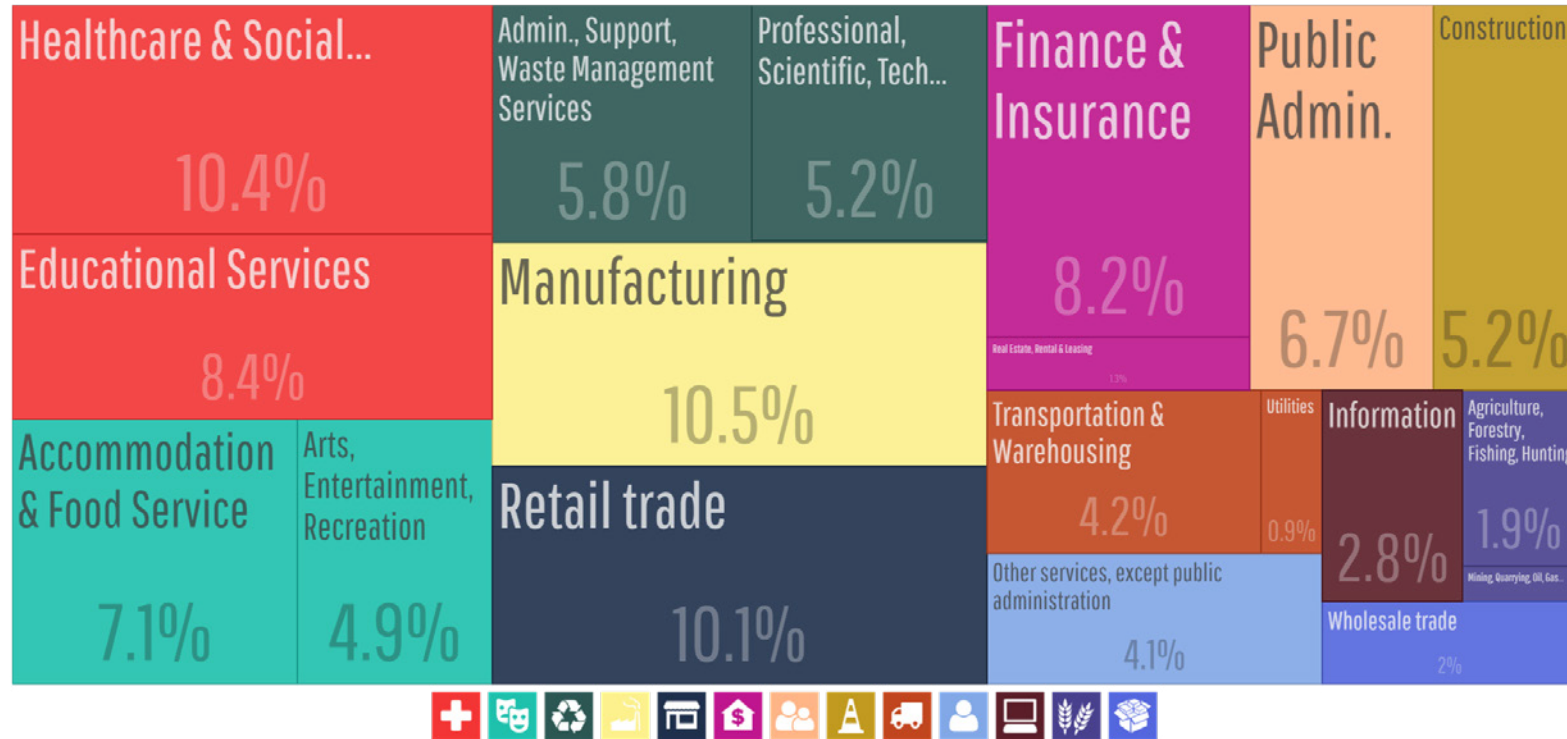 Healthcare & Social...
10.4%
Educational Services
8.4%
Accommodation
& Food Service
7.1%
Arts,
Entertainment,
Recreation
4.9%
Admin., Support,
Waste Management
Services
5.8%
Professional,
Scientific, Tech...
5.2%
Manufacturing
10.5%
Retail trade
10.1%
Finance &
Insurance
8.2%
Real Estate, Rental & Leasing
1.3%
Public
Admin.
6.7%
Construction
5.2%
Transportation &
Warehousing
4.2%
Utilities
0.9%
Other services, except public
administration
4.1%
Information
2.8%
Agriculture,
Forestry,
Fishing, Hunting
1.9%
Mining, Quarrying, Oil, Gas...
Wholesale trade
2%
$